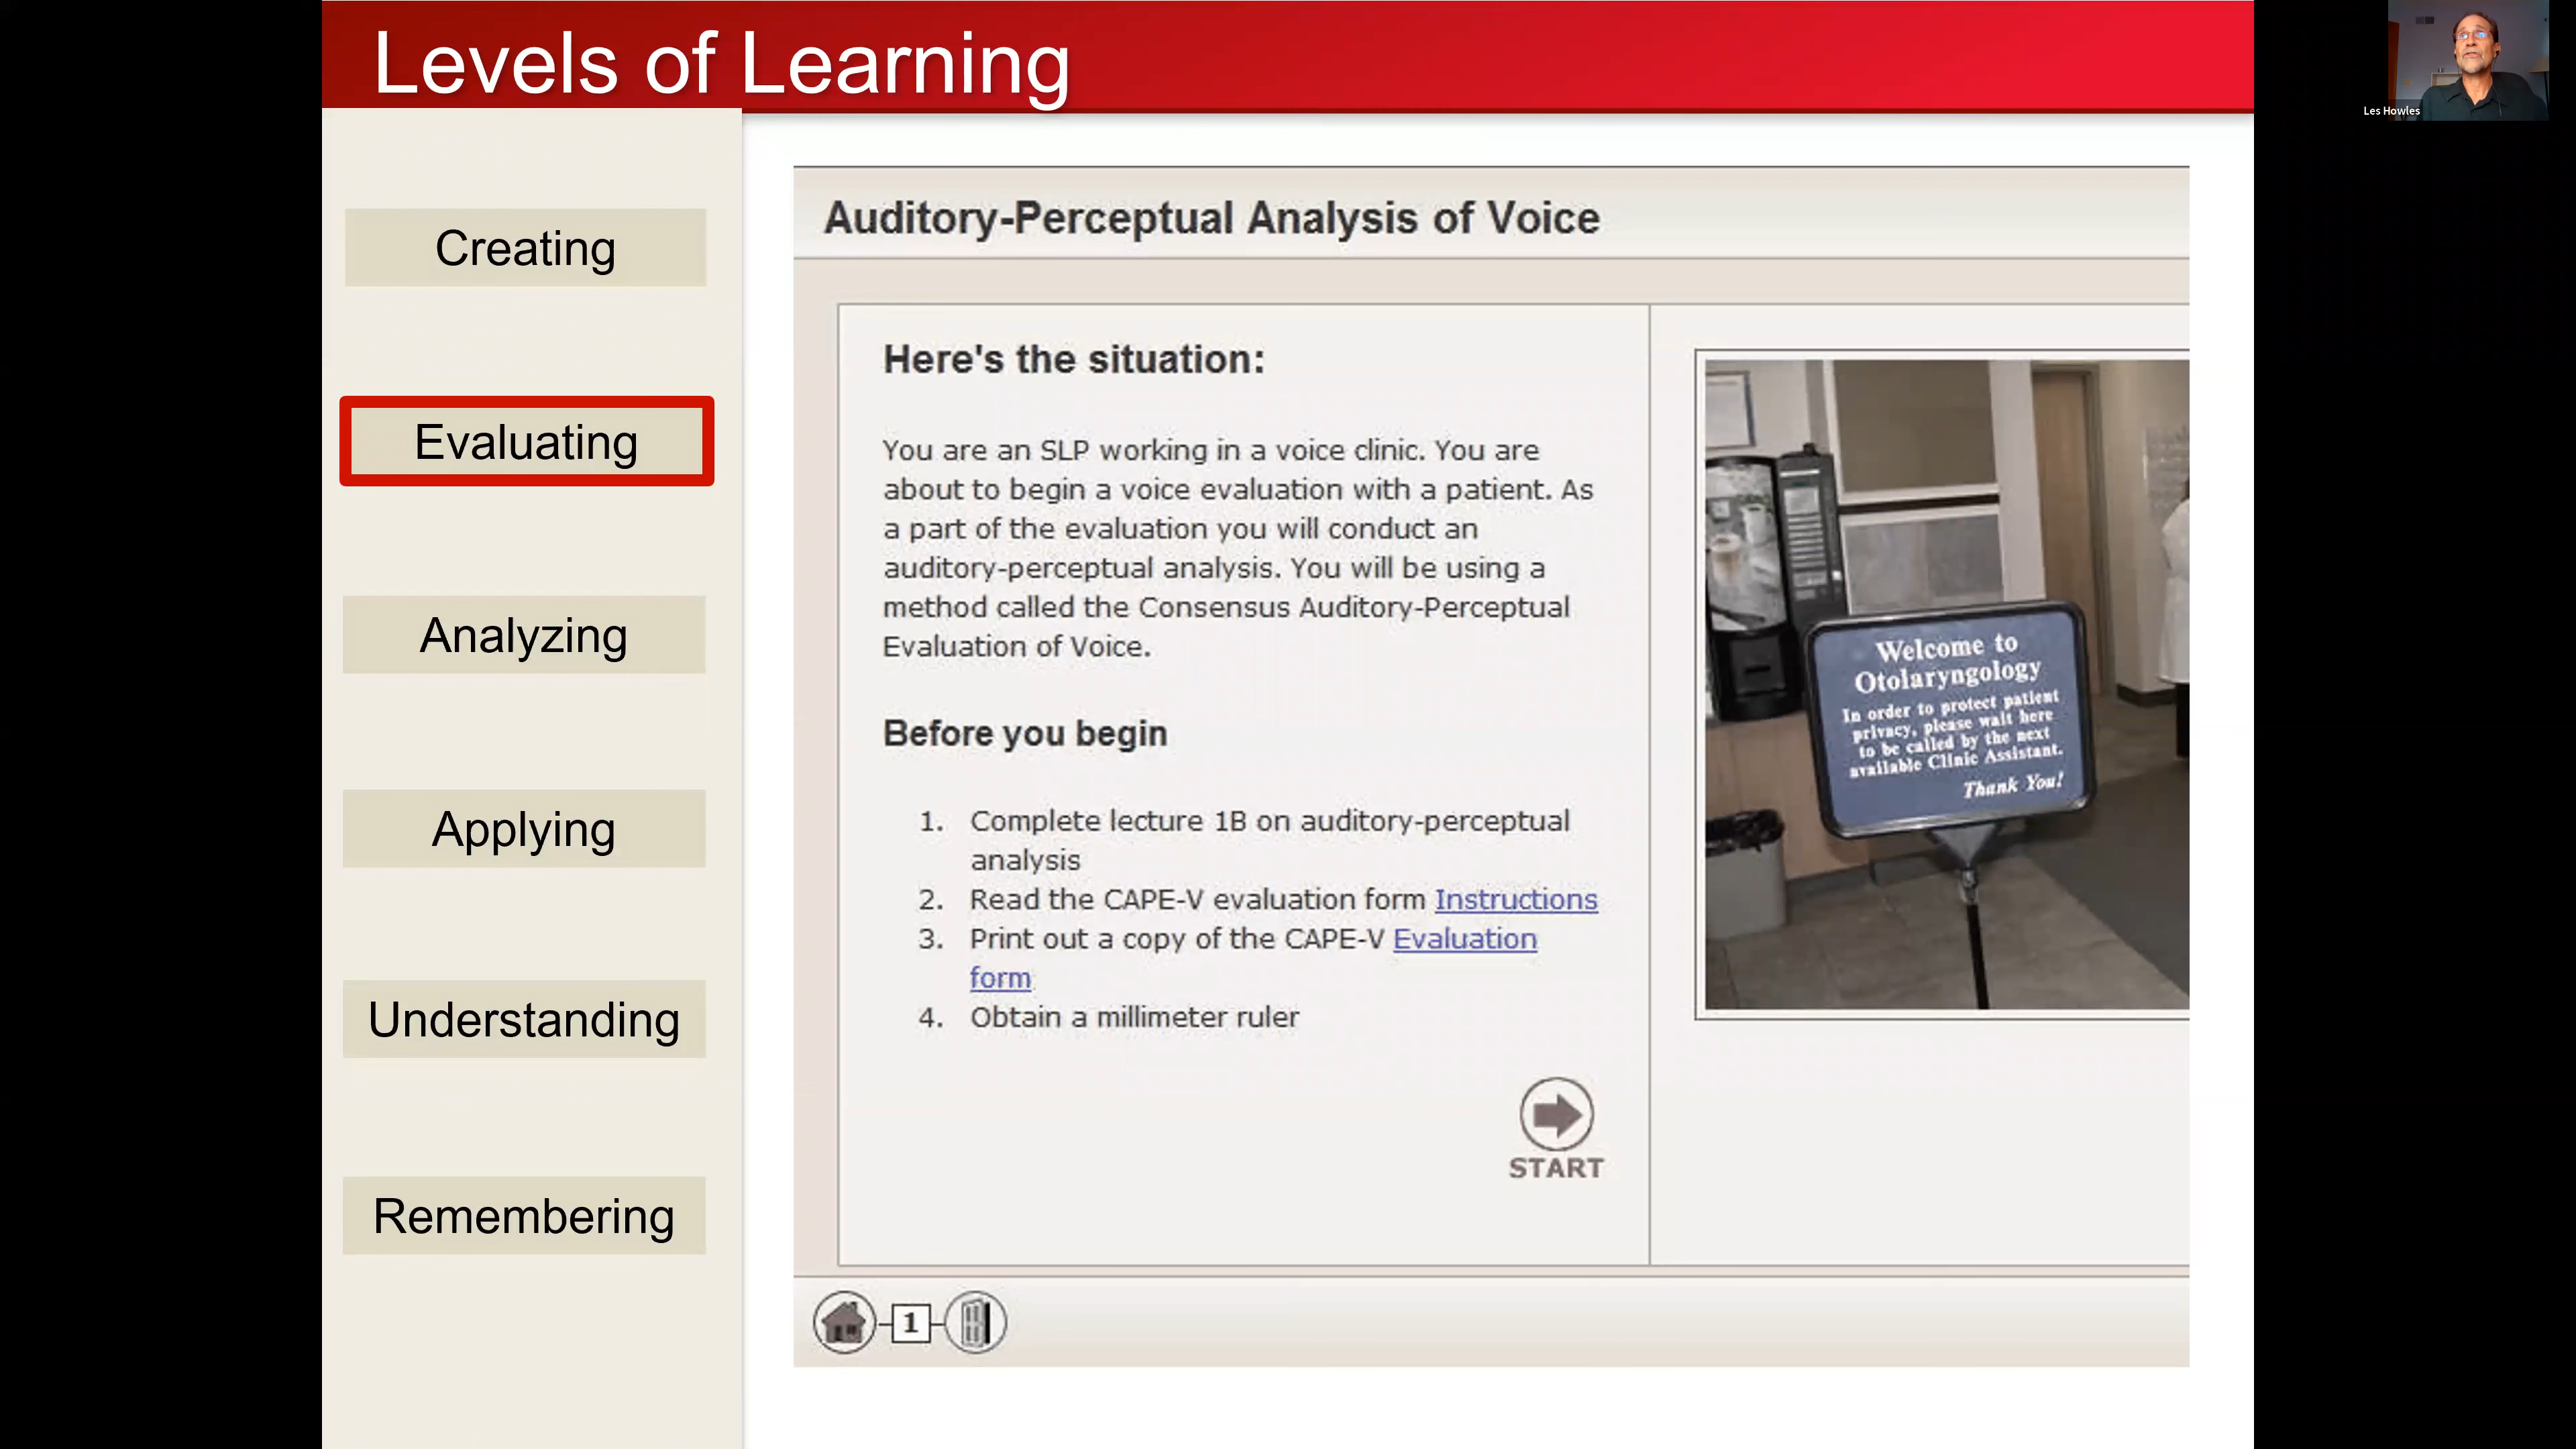 Levels of Learning
Les Howles
Creating
Evaluating
Analyzing
Applying
Understanding
Remembering
Auditory-Perceptual Analysis of Voice
Here's the situation:
You are an SLP working in a voice clinic. You are
about to begin a voice evaluation with a patient. As
a part of the evaluation you will conduct an
auditory-perceptual analysis. You will be using a
method called the Consensus Auditory-Perceptual
Evaluation of Voice.
Before you begin
1. Complete lecture 1B on auditory-perceptual
analysis
2. Read the CAPE-V evaluation form Instructions
3. Print out a copy of the CAPE-V Evaluation
form
4. Obtain a millimeter ruler
START
1
Welcome to
Otolaryngology
In order to protect patient
privacy, please wait here
to be called by the next
available Clinic Assistant.
Thank You!